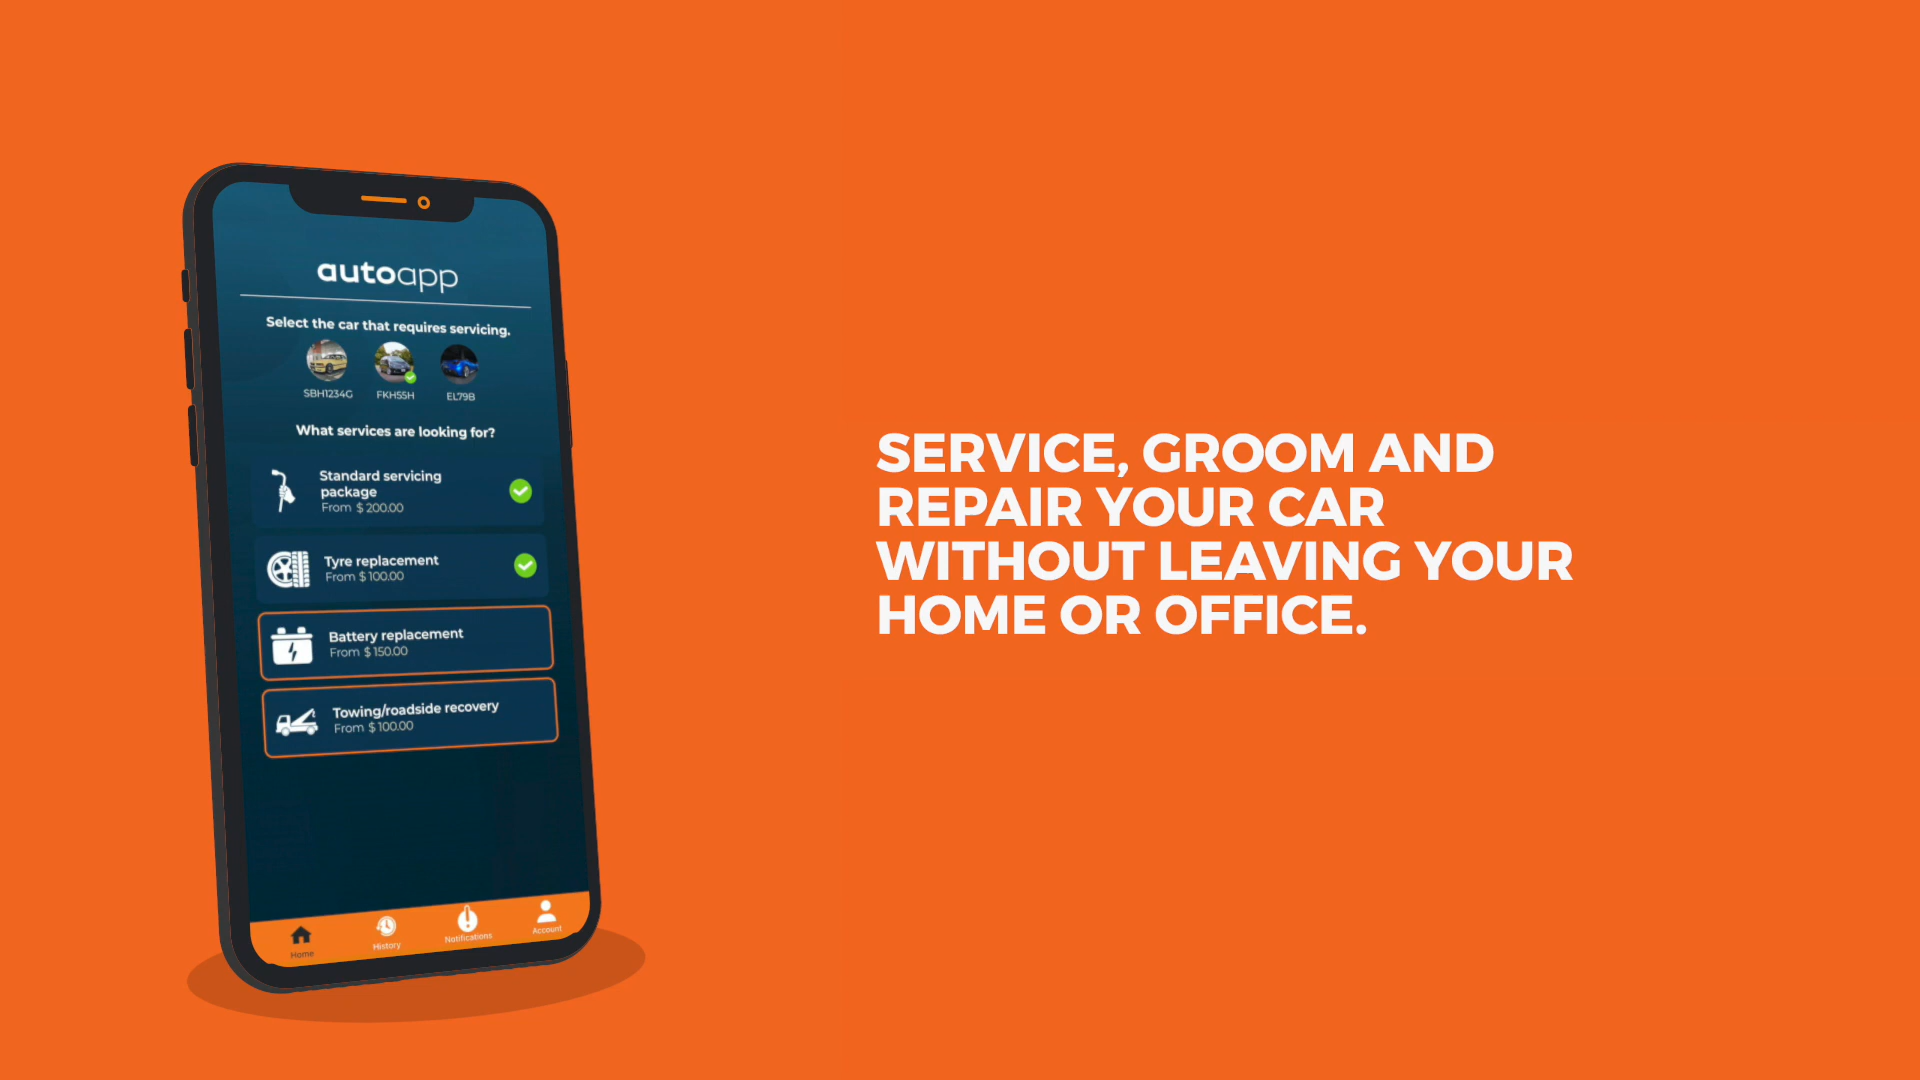 autoapp
Select the car that requires servicing.
SBH1234G FKH55H EL79B
What services are looking for?
Standard servicing
package
From $ 200.00
Tyre replacement
From $ 100.00
Battery replacement
From $ 150.00
Towing/roadside recovery
From $ 100.00
Home History Notifications Account
SERVICE, GROOM AND
REPAIR YOUR CAR
WITHOUT LEAVING YOUR
HOME OR OFFICE.